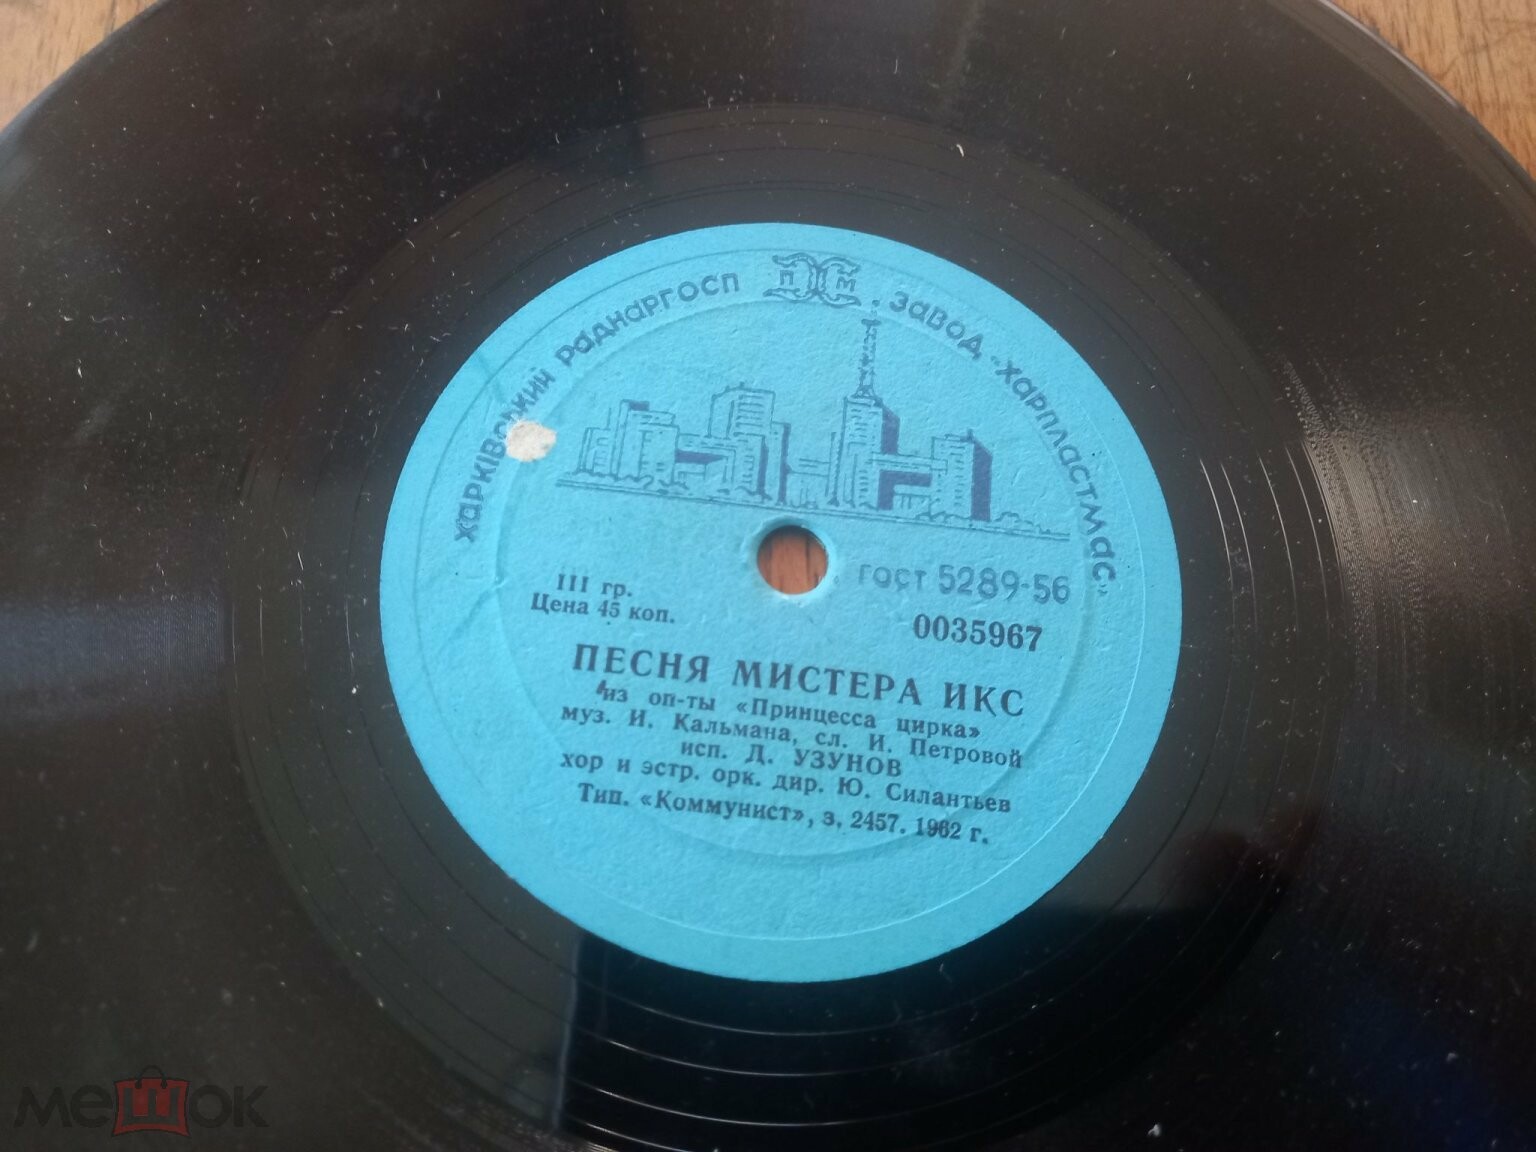 харківський раднаргосп ПМ завод „харпластмас„
гост 5289-56
III гр.
Цена 45 коп.
0035967
ПЕСНЯ МИСТЕРА ИКС
из оп-ты «Принцесса цирка»
муз. И. Кальмана, сл. И. Петровой
исп. Д. УЗУНОВ
хор и эстр. орк. дир. Ю. Силантьев
Тип. «Коммунист», з. 2457. 1962 г.
мешок